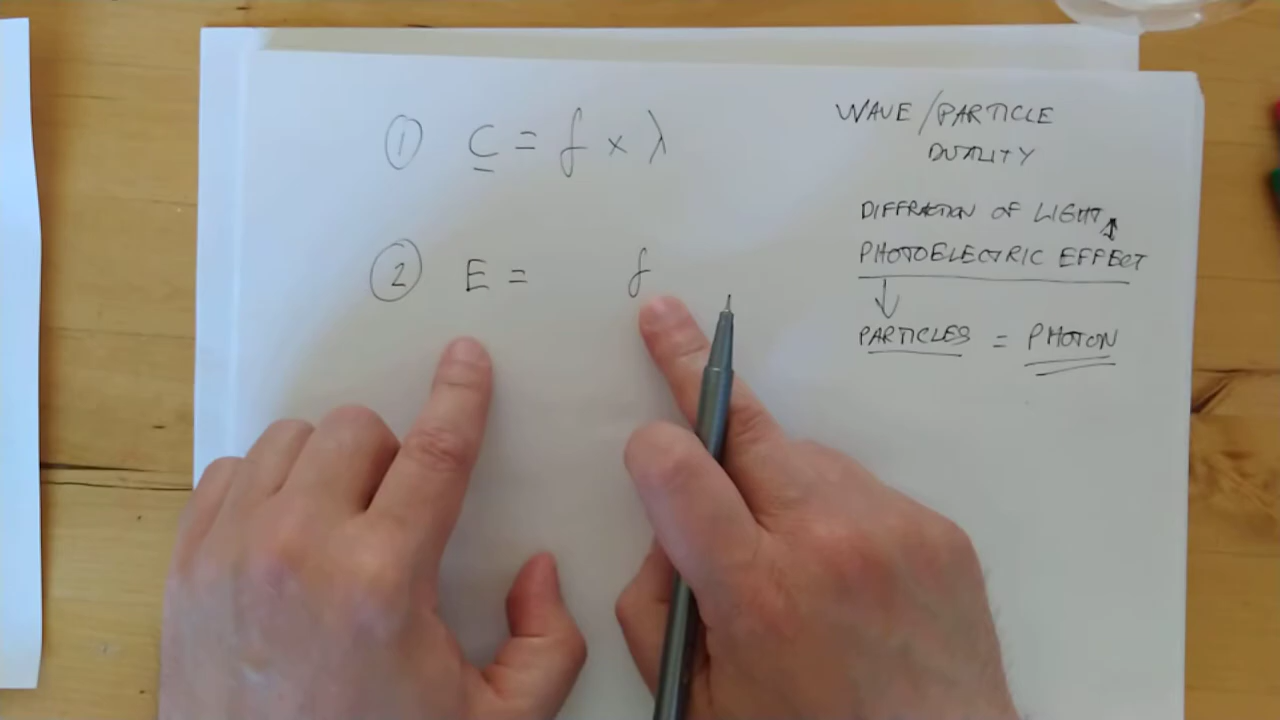 ① C = f × λ
② E = f
WAVE/PARTICLE
DUALITY
DIFFRACTION OF LIGHT
PHOTOELECTRIC EFFECT
↓
PARTICLES = PHOTON